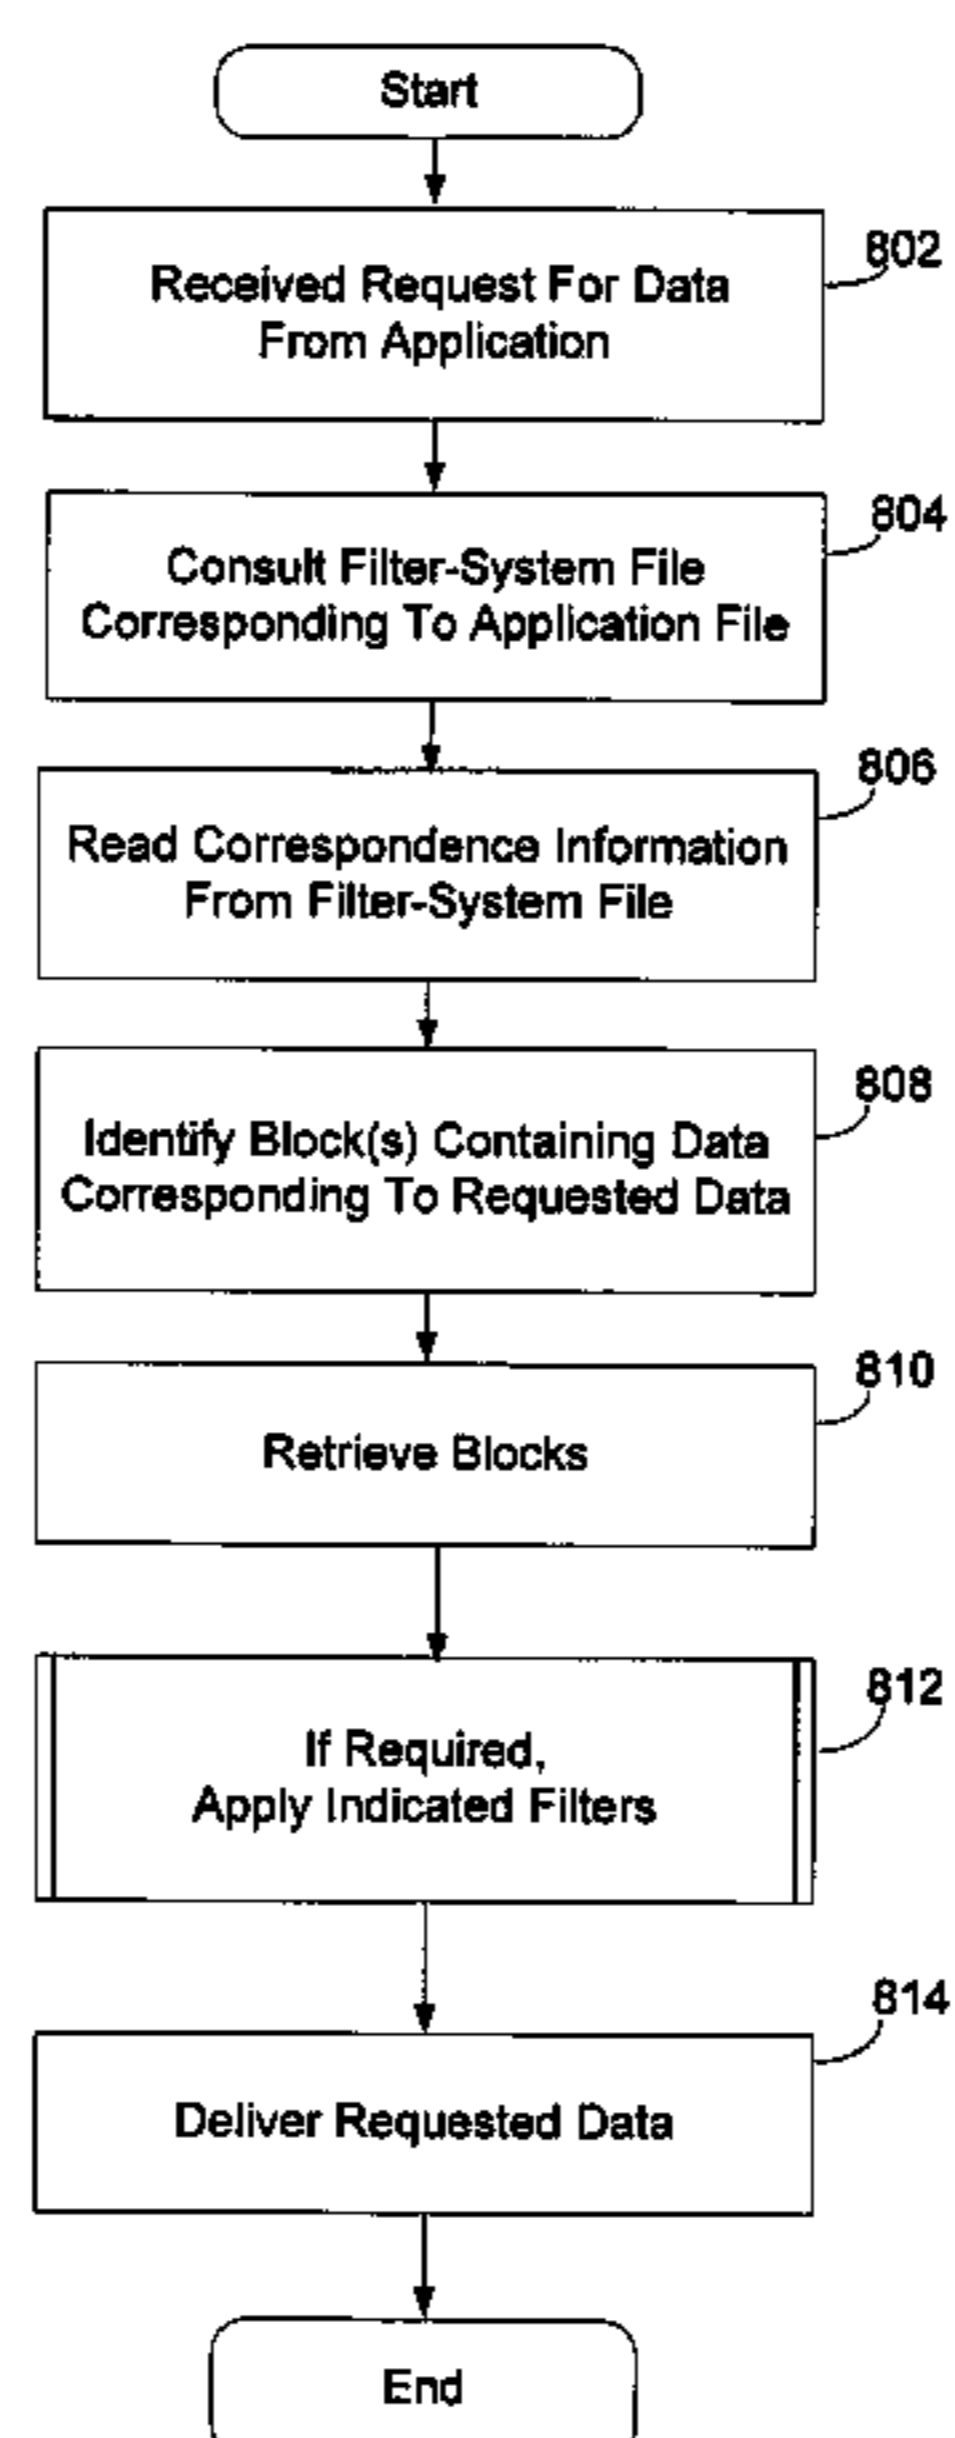 Start
802
Received Request For Data
From Application
804
Consult Filter-System File
Corresponding To Application File
806
Read Correspondence Information
From Filter-System File
808
Identify Block(s) Containing Data
Corresponding To Requested Data
810
Retrieve Blocks
812
If Required,
Apply Indicated Filters
814
Deliver Requested Data
End